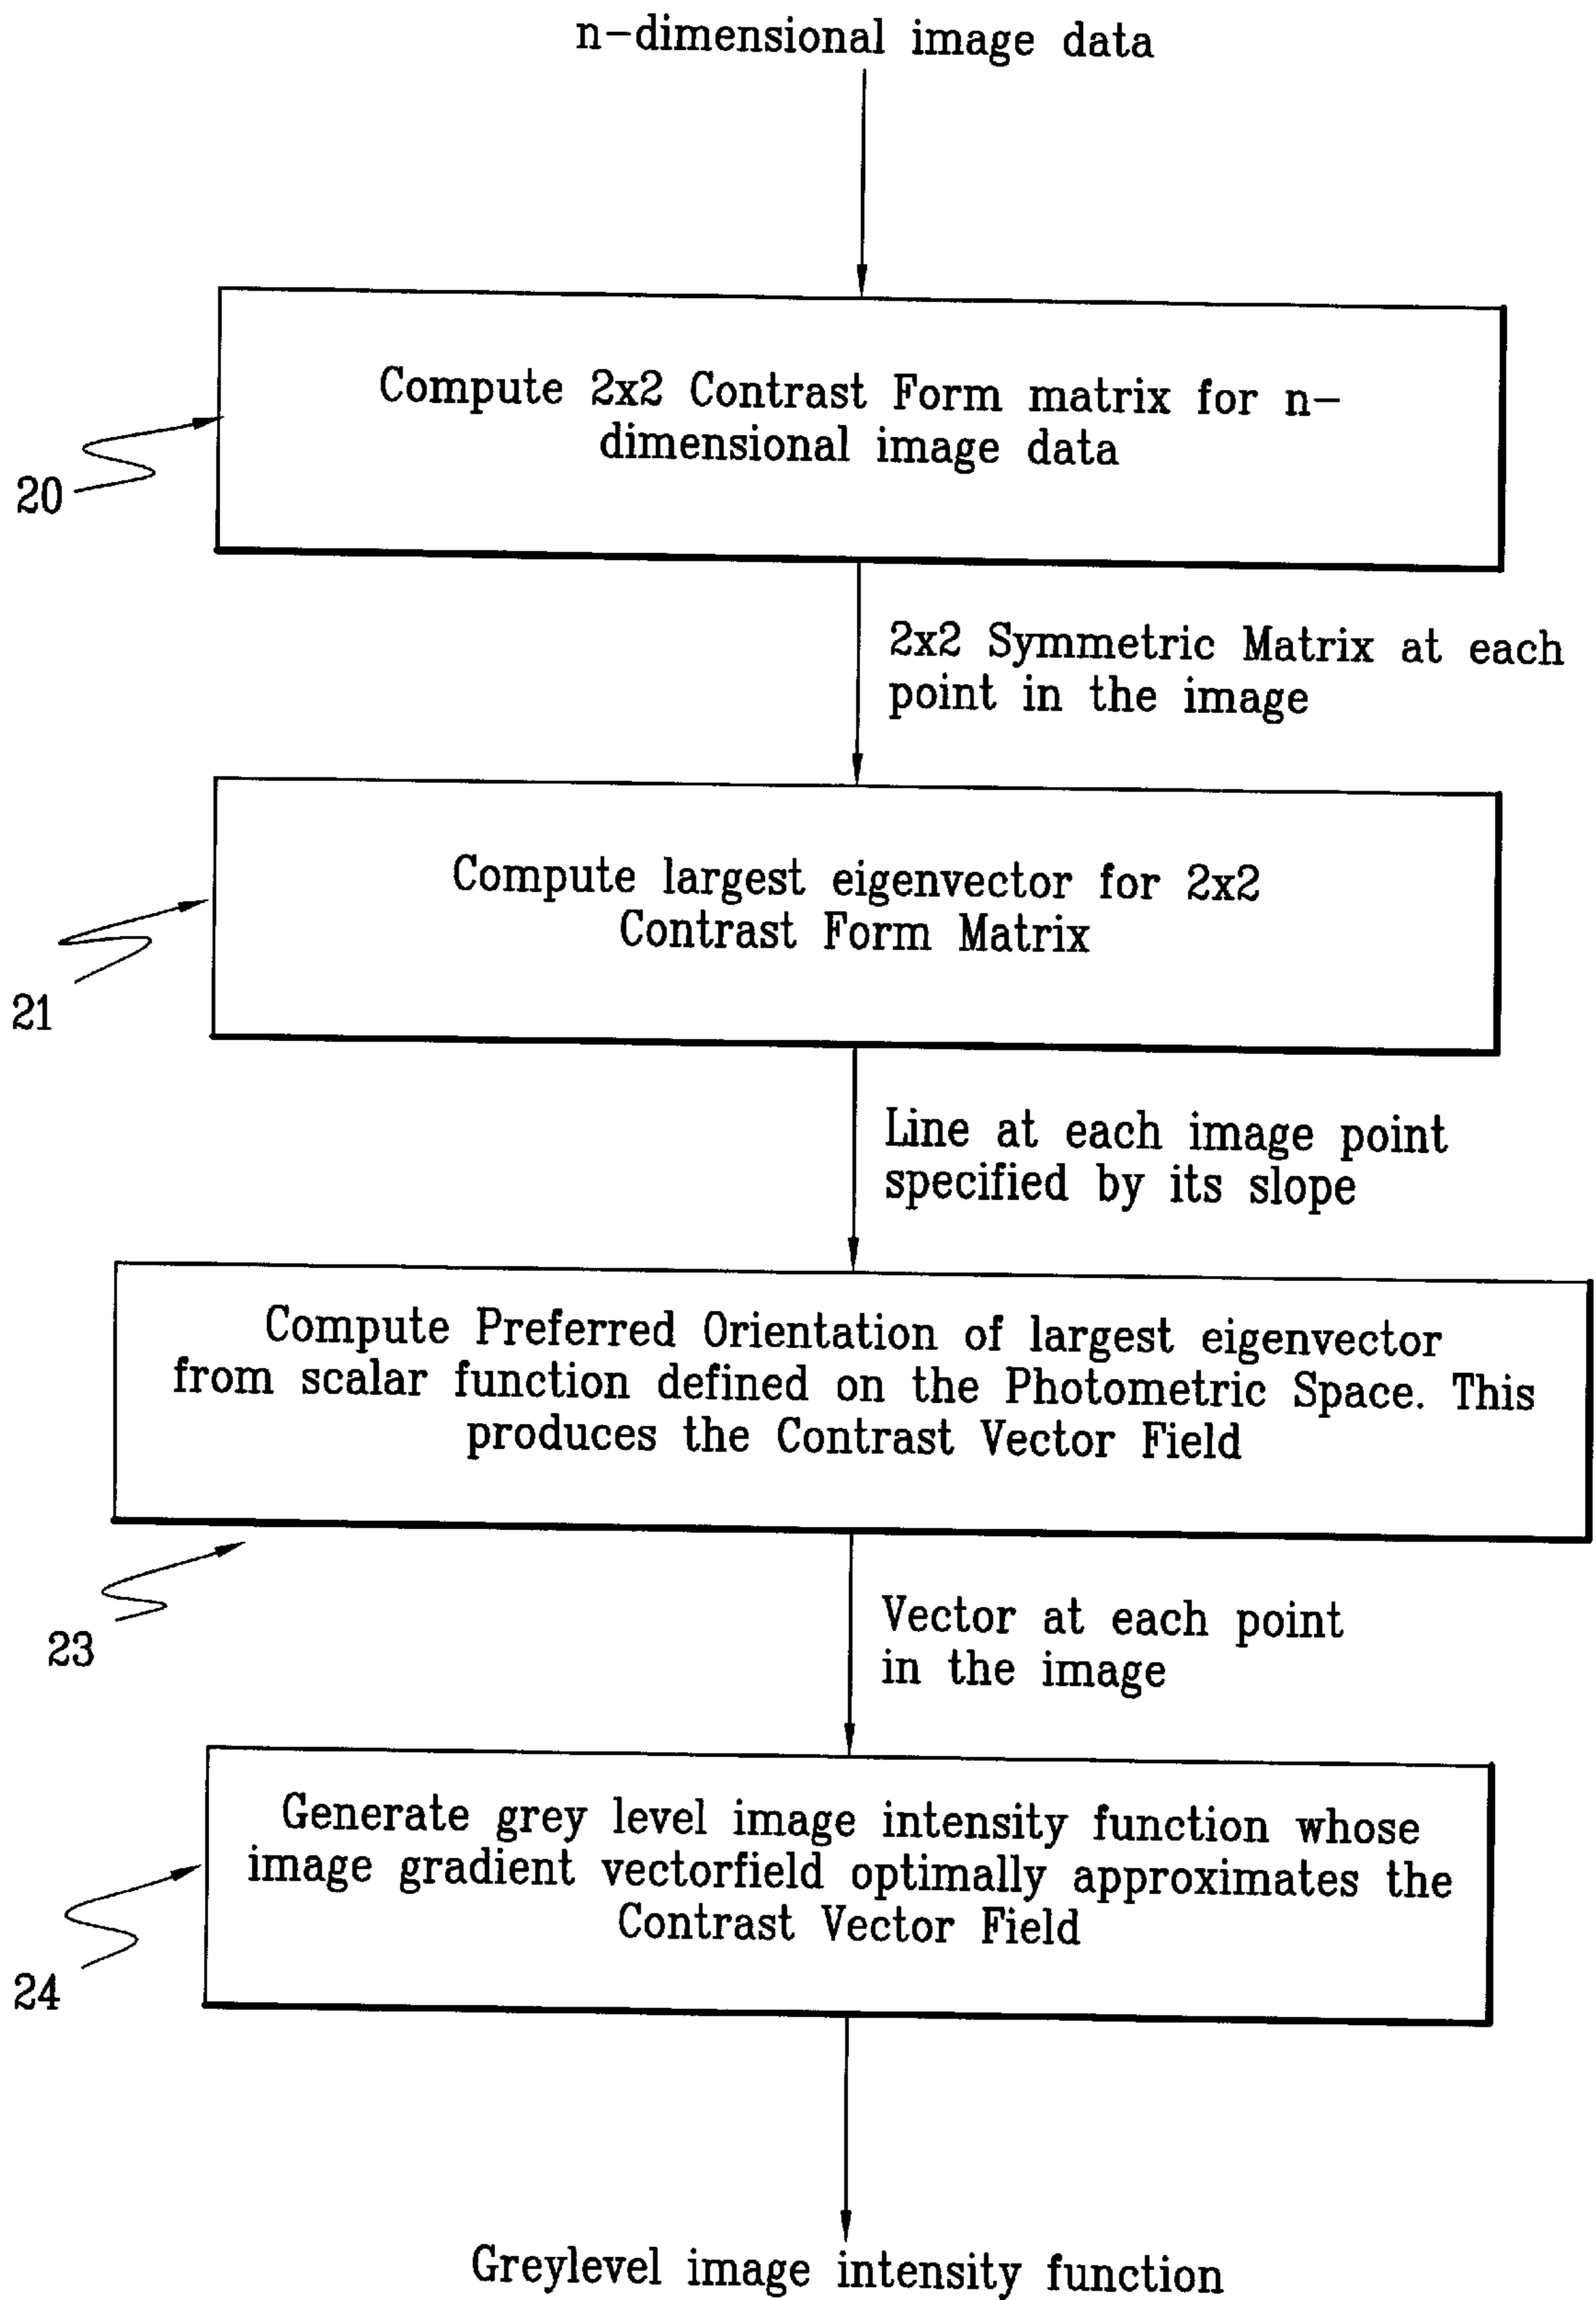 n-dimensional image data
Compute 2x2 Contrast Form matrix for n-
dimensional image data
20
2x2 Symmetric Matrix at each
point in the image
Compute largest eigenvector for 2x2
Contrast Form Matrix
21
Line at each image point
specified by its slope
Compute Preferred Orientation of largest eigenvector
from scalar function defined on the Photometric Space. This
produces the Contrast Vector Field
23
Vector at each point
in the image
Generate grey level image intensity function whose
image gradient vectorfield optimally approximates the
Contrast Vector Field
24
Greylevel image intensity function